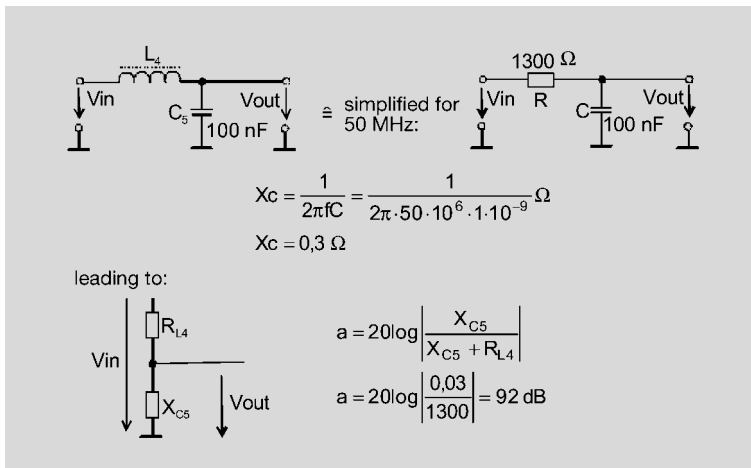 L4
Vin
C5
100 nF
Vout
≙ simplified for
50 MHz:
1300 Ω
Vin
R
C
100 nF
Vout
Xc = 1/(2πfC) = 1/(2π·50·10^6·1·10^-9) Ω
Xc = 0,3 Ω
leading to:
Vin
RL4
XC5
Vout
a = 20log|XC5/(XC5 + RL4)|
a = 20log|0,03/1300| = 92 dB